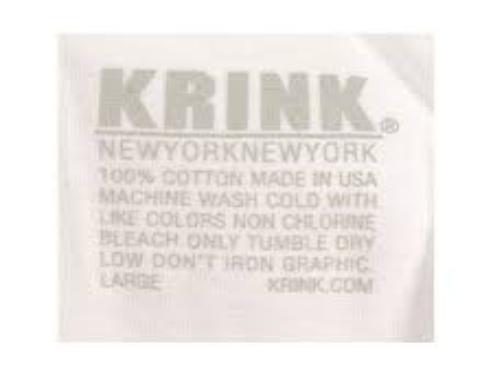 KRINK®
NEWYORKNEWYORK
100% COTTON MADE IN USA
MACHINE WASH COLD WITH
LIKE COLORS NON CHLORINE
BLEACH ONLY TUMBLE DRY
LOW DON'T IRON GRAPHIC.
LARGE KRINK.COM